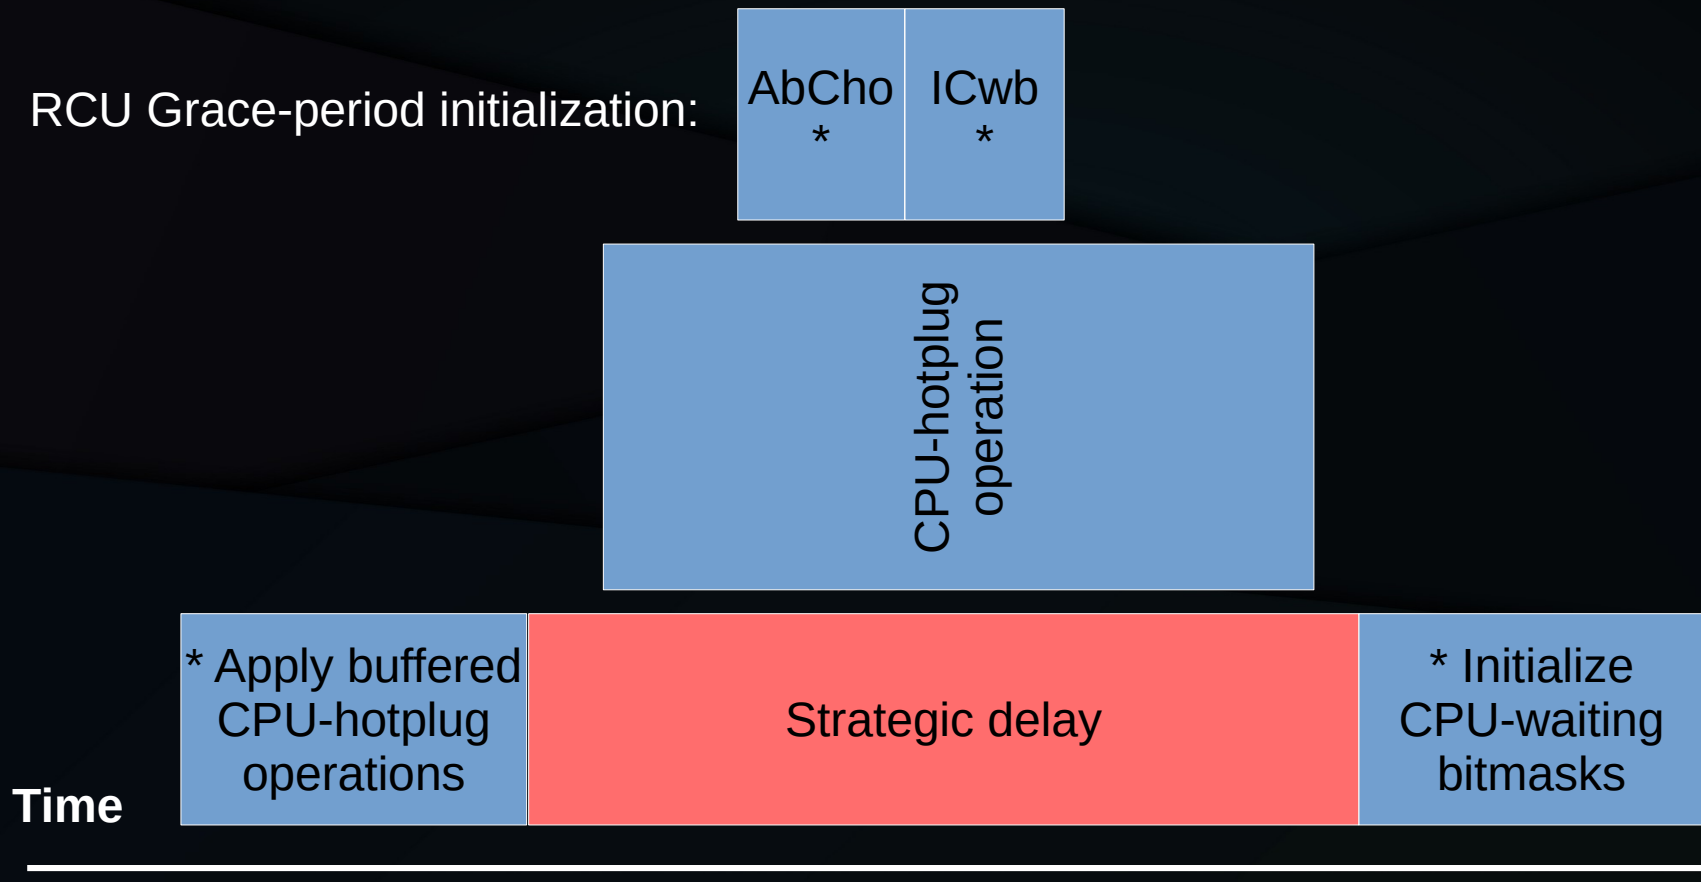 RCU Grace-period initialization:
AbCho
*
ICwb
*
CPU-hotplug
operation
* Apply buffered
CPU-hotplug
operations
Strategic delay
* Initialize
CPU-waiting
bitmasks
Time